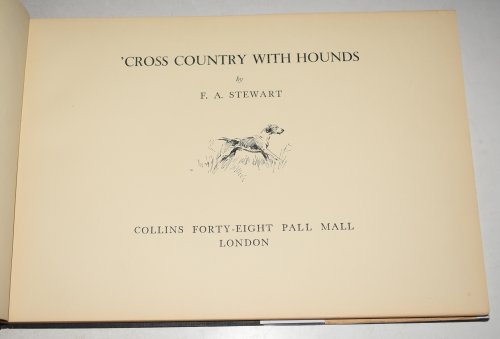 'CROSS COUNTRY WITH HOUNDS
by
F. A. STEWART
COLLINS FORTY-EIGHT PALL MALL
LONDON